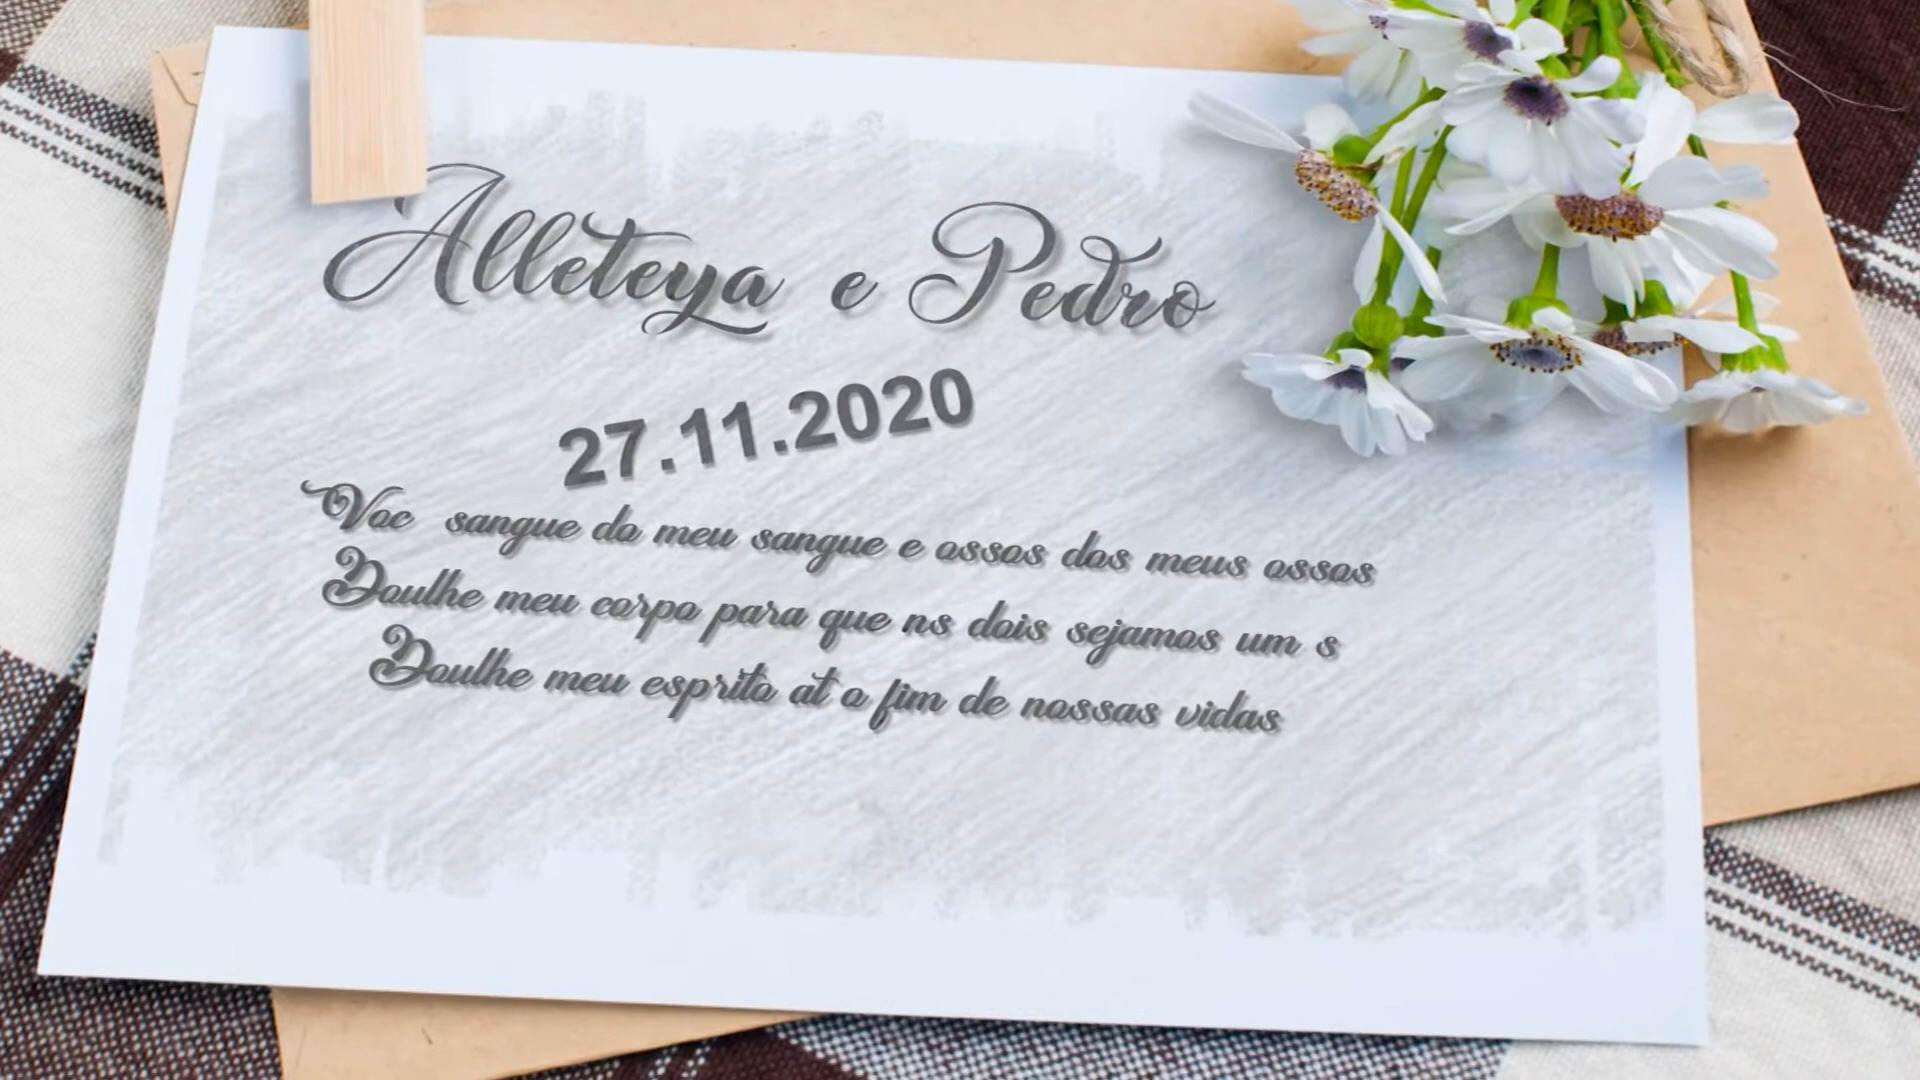 Alleteya e Pedro
27.11.2020
Voc sangue do meu sangue e ossos dos meus ossos
Doulhe meu corpo para que ns dois sejamos um s
Doulhe meu esprito at o fim de nossas vidas